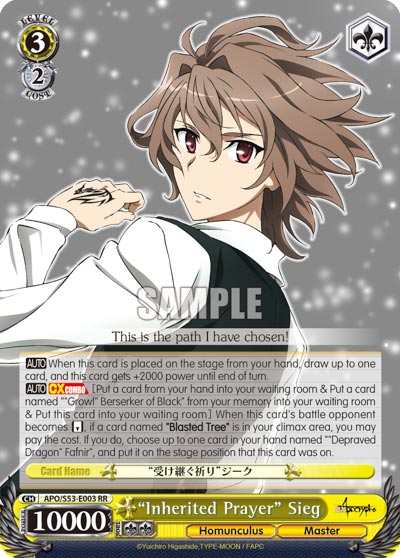 LEVEL
3
2
COST
SAMPLE
This is the path I have chosen!
AUTO When this card is placed on the stage from your hand, draw up to one
card, and this card gets +2000 power until end of turn.
AUTO CXCOMBO [Put a card from your hand into your waiting room & Put a card
named ""Growl" Berserker of Black" from your memory into your waiting room
& Put this card into your waiting room] When this card's battle opponent
becomes [ ], if a card named "Blasted Tree" is in your climax area, you may
pay the cost. If you do, choose up to one card in your hand named ""Depraved
Dragon" Fafnir", and put it on the stage position that this card was in.
Card Name
“受け継ぐ祈り”ジーク
CH APO/S53-E003 RR
“Inherited Prayer” Sieg
Apocrypha
POWER
10000
SOUL
Homunculus
Master
©Yuichiro Higashide,TYPE-MOON / FAPC